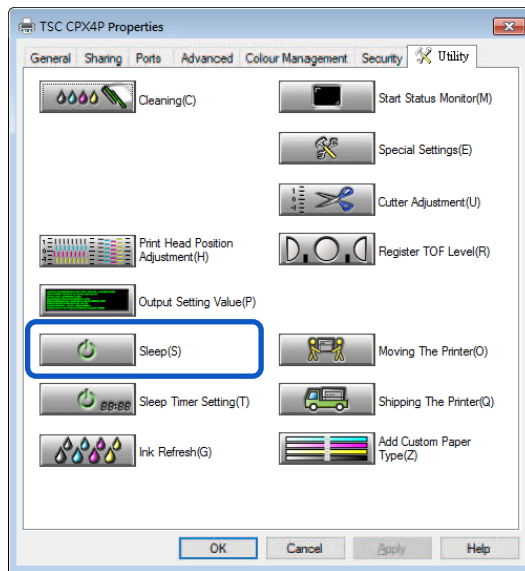 TSC CPX4P Properties
General Sharing Ports Advanced Colour Management Security Utility
Cleaning(C)
Start Status Monitor(M)
Special Settings(E)
Cutter Adjustment(U)
Print Head Position
Adjustment(H)
Register TOF Level(R)
Output Setting Value(P)
Sleep(S)
Moving The Printer(O)
88:88
Sleep Timer Setting(T)
Shipping The Printer(Q)
Ink Refresh(G)
Add Custom Paper
Type(Z)
OK Cancel Apply Help